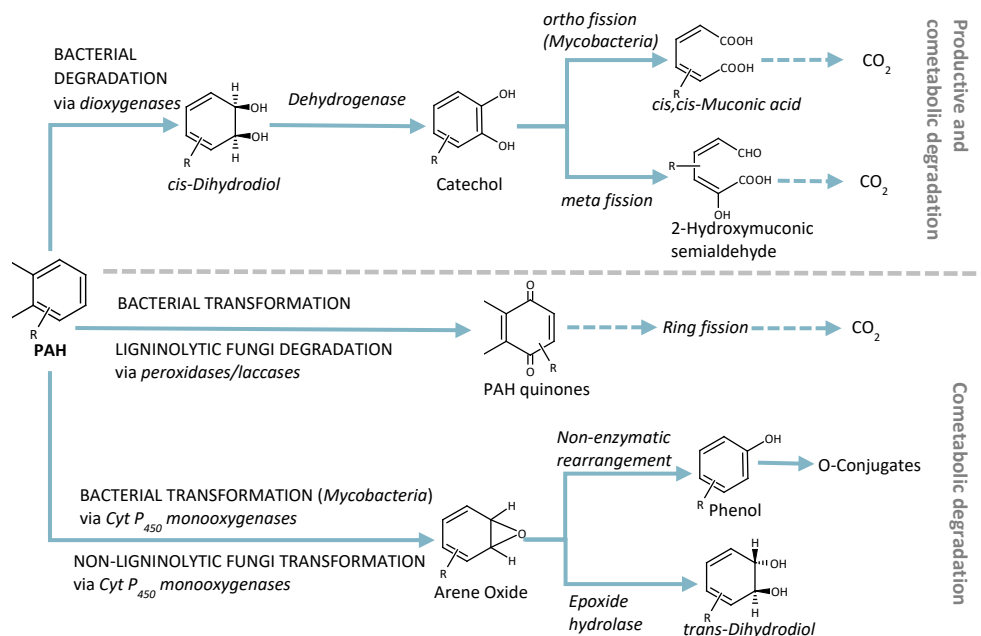 BACTERIAL
DEGRADATION
via dioxygenases
H
OH
OH
H
R
cis-Dihydrodiol
Dehydrogenase
OH
OH
R
Catechol
ortho fission
(Mycobacteria)
COOH
COOH
R
cis,cis-Muconic acid
CO2
meta fission
CHO
R
COOH
OH
2-Hydroxymuconic
semialdehyde
CO2
Productive and
cometabolic degradation
R
PAH
BACTERIAL TRANSFORMATION
LIGNINOLYTIC FUNGI DEGRADATION
via peroxidases/laccases
O
O
R
PAH quinones
Ring fission
CO2
BACTERIAL TRANSFORMATION (Mycobacteria)
via Cyt P450 monooxygenases
NON-LIGNINOLYTIC FUNGI TRANSFORMATION
via Cyt P450 monooxygenases
H
O
H
R
Arene Oxide
Non-enzymatic
rearrangement
OH
R
Phenol
O-Conjugates
Epoxide
hydrolase
H
OH
OH
H
R
trans-Dihydrodiol
Cometabolic degradation